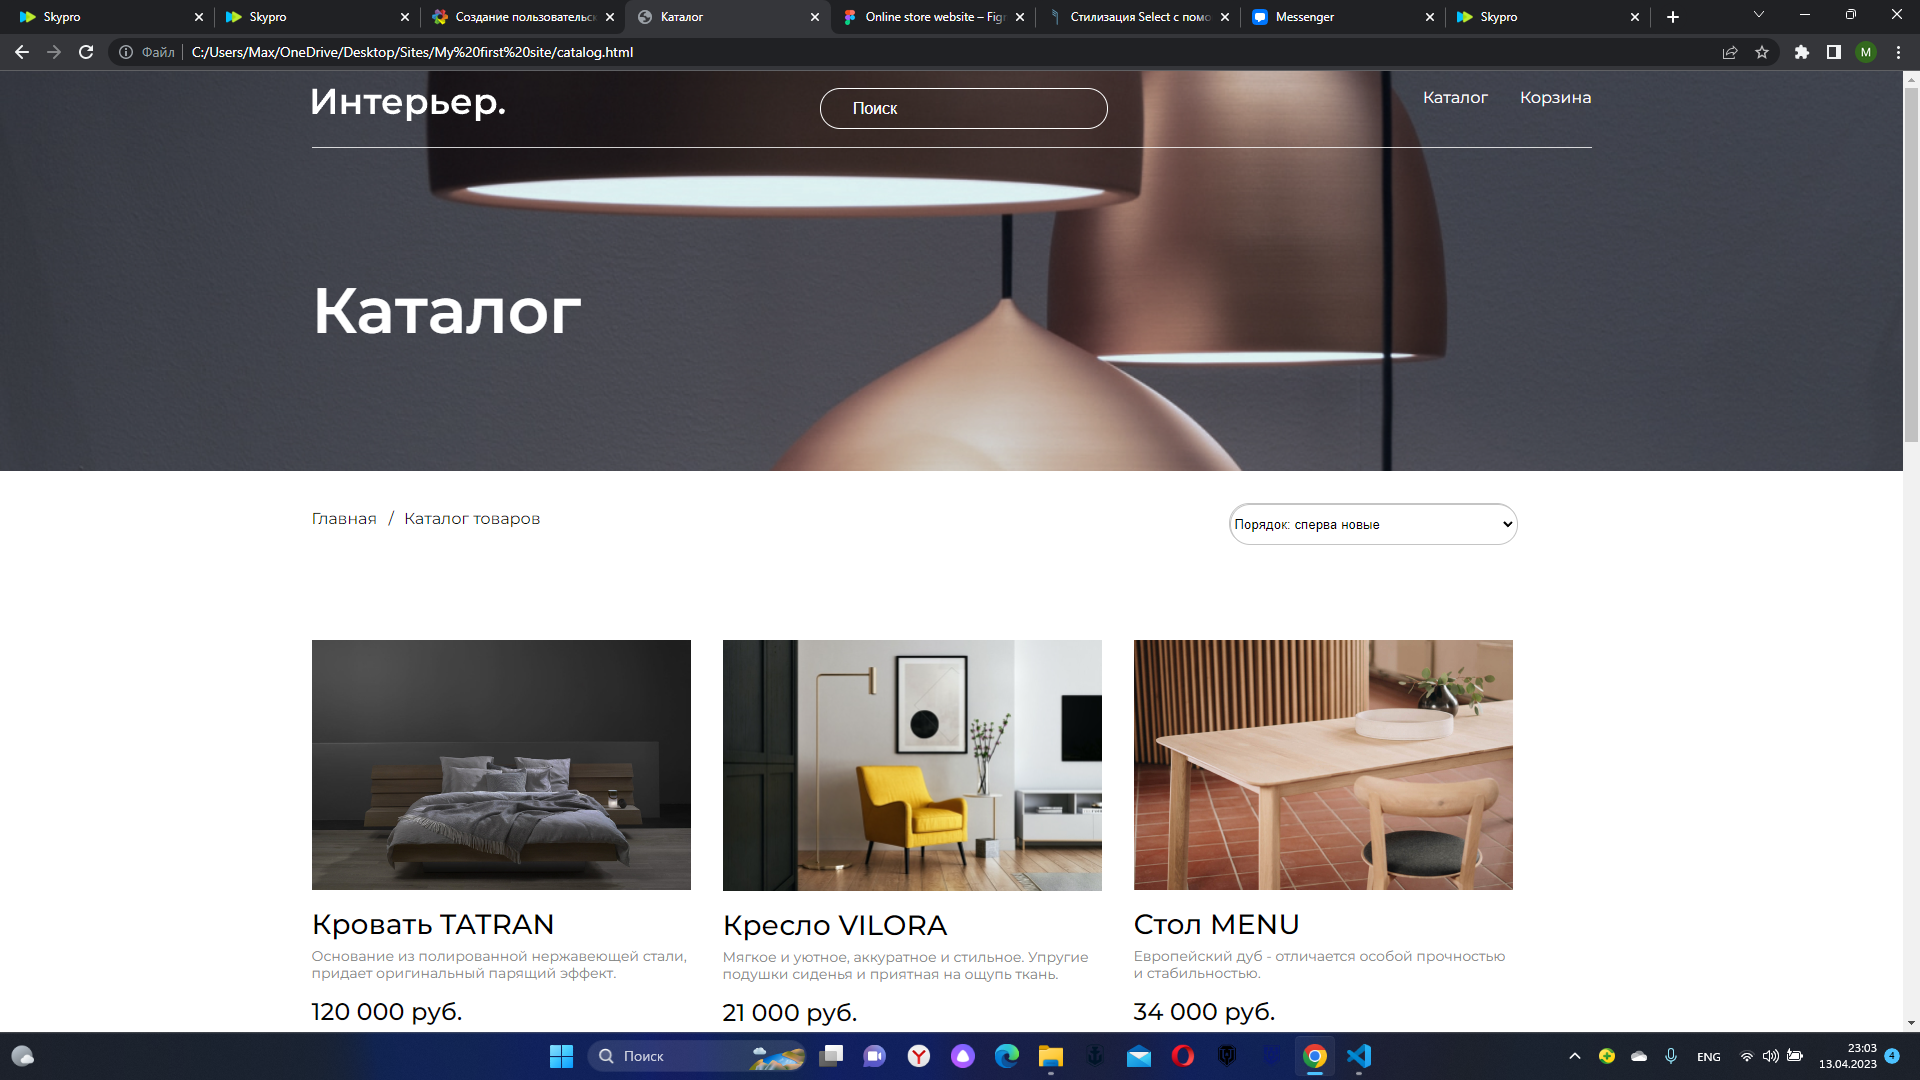 Skypro
Skypro
Создание пользовательск
Каталог
Online store website – Figr
Стилизация Select с помо
Messenger
Skypro
Файл
C:/Users/Max/OneDrive/Desktop/Sites/My%20first%20site/catalog.html
M
Интерьер.
Поиск
Каталог
Корзина
Каталог
Главная / Каталог товаров
Порядок: сперва новые
Кровать TATRAN
Основание из полированной нержавеющей стали,
придает оригинальный парящий эффект.
120 000 руб.
Кресло VILORA
Мягкое и уютное, аккуратное и стильное. Упругие
подушки сиденья и приятная на ощупь ткань.
21 000 руб.
Стол MENU
Европейский дуб - отличается особой прочностью
и стабильностью.
34 000 руб.
Поиск
ENG
23:03
13.04.2023
4